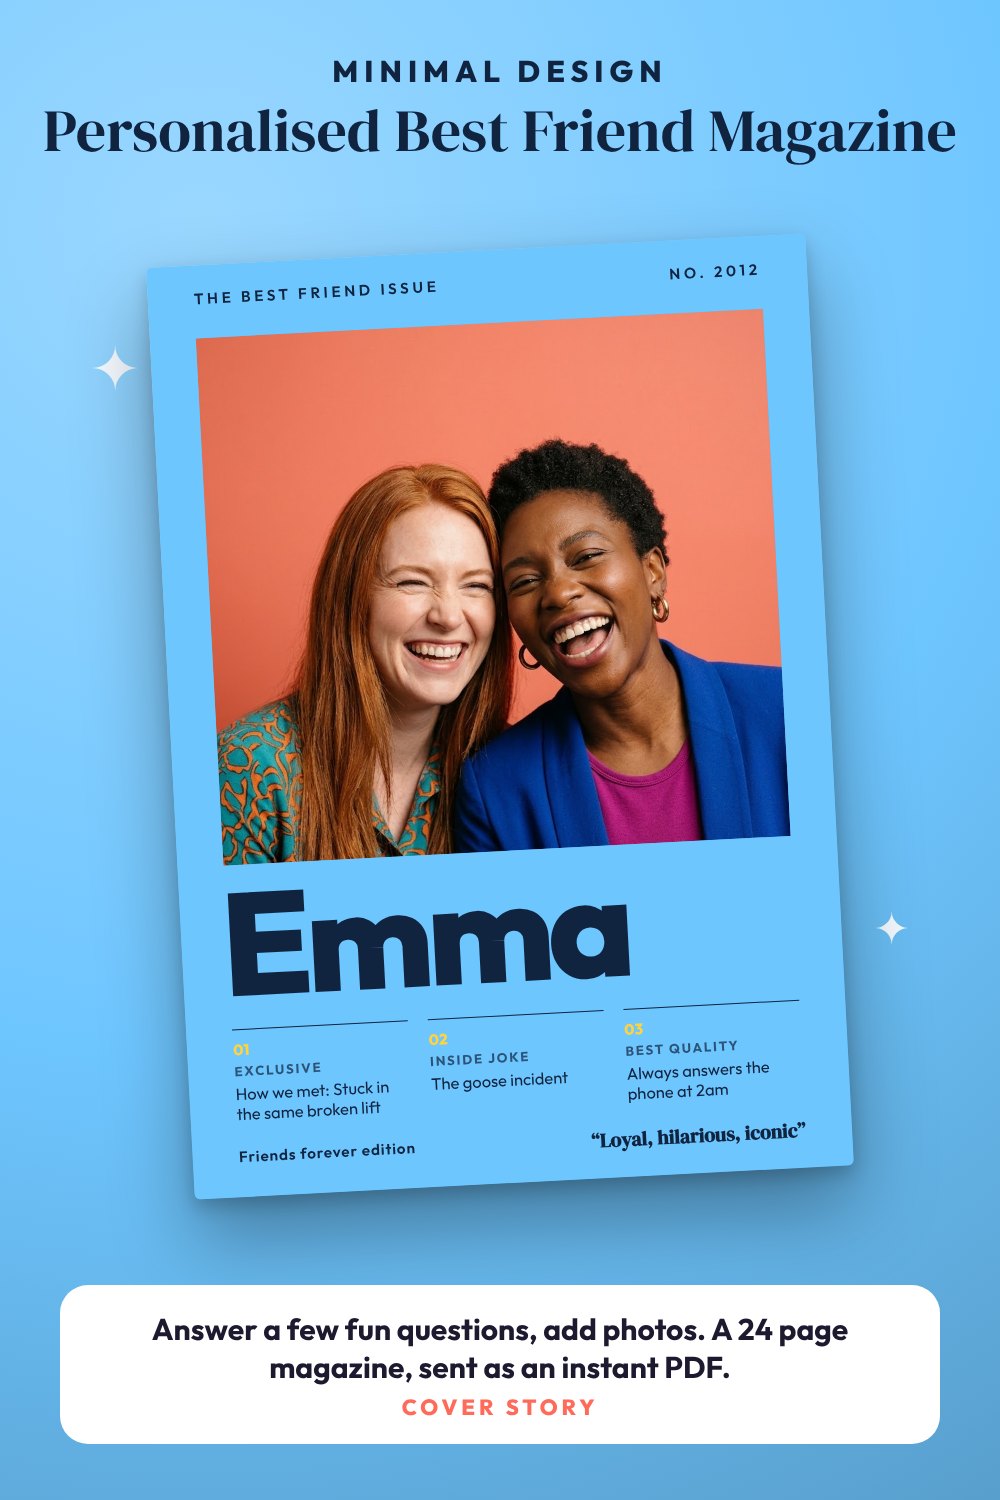 MINIMAL DESIGN
Personalised Best Friend Magazine
THE BEST FRIEND ISSUE
NO. 2012
Emma
01
EXCLUSIVE
How we met: Stuck in
the same broken lift
02
INSIDE JOKE
The goose incident
03
BEST QUALITY
Always answers the
phone at 2am
Friends forever edition
“Loyal, hilarious, iconic”
Answer a few fun questions, add photos. A 24 page
magazine, sent as an instant PDF.
COVER STORY